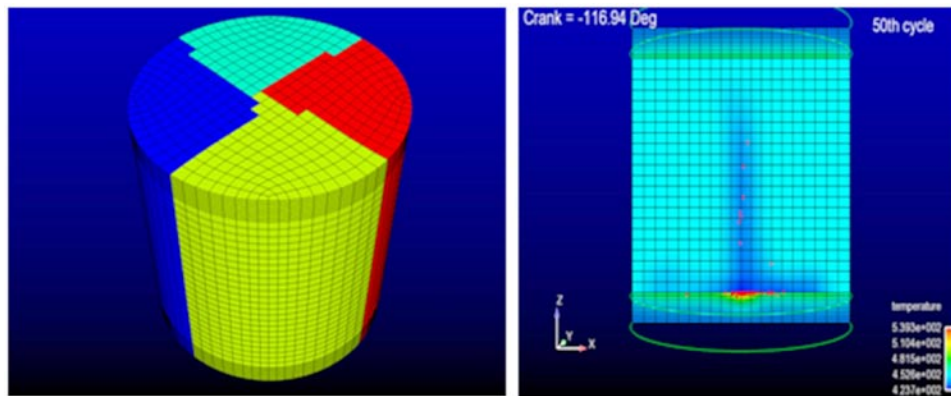 Crank = -116.94 Deg
50th cycle
Z
Y
X
temperature
5.393e+002
5.104e+002
4.815e+002
4.526e+002
4.237e+002